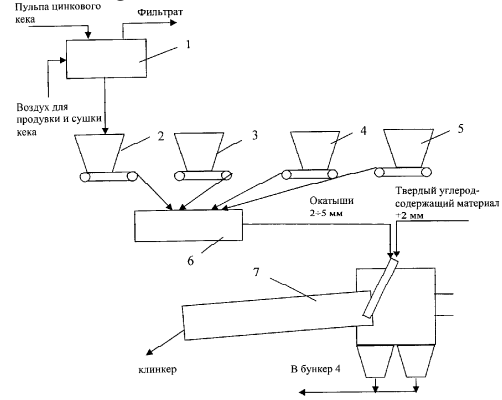 Пульпа цинкового
кека
Фильтрат
1
Воздух для
продувки и сушки
кека
2
3
4
5
Окатыши
2÷5 мм
Твердый углерод-
содержащий материал
+2 мм
6
7
клинкер
В бункер 4